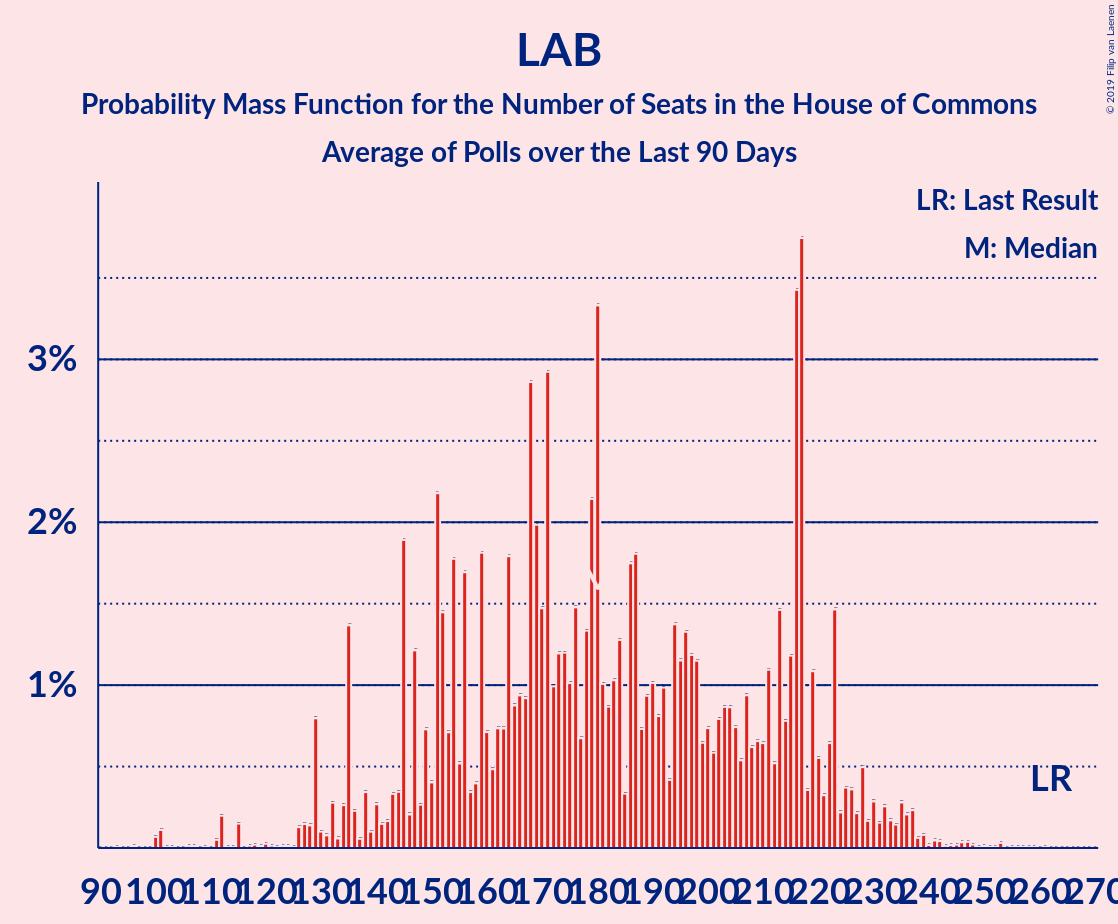 LAB
Probability Mass Function for the Number of Seats in the House of Commons
Average of Polls over the Last 90 Days
© 2019 Filip van Laenen
LR: Last Result
M: Median
3%
2%
1%
M
LR
90 100 110 120 130 140 150 160 170 180 190 200 210 220 230 240 250 260 270